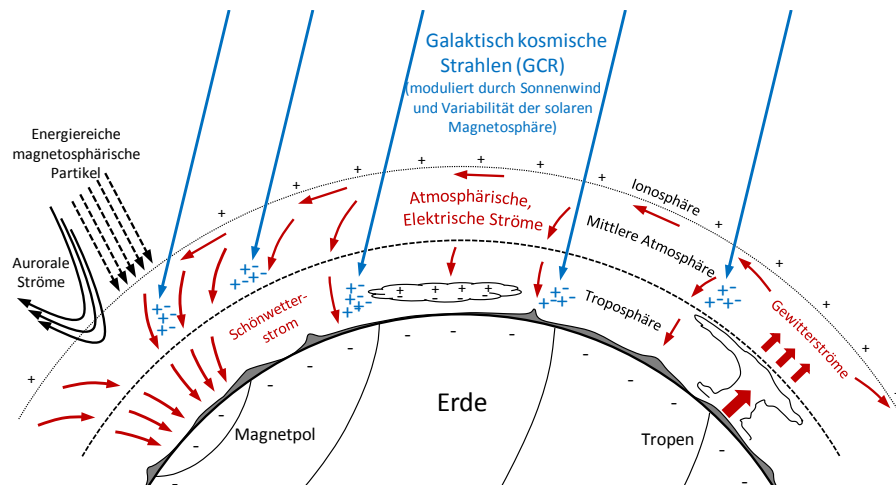 Galaktisch kosmische
Strahlen (GCR)
(moduliert durch Sonnenwind
und Variabilität der solaren
Magnetosphäre)
Energiereiche
magnetosphärische
Partikel
Aurorale
Ströme
Atmosphärische,
Elektrische Ströme
Ionosphäre
Mittlere Atmosphäre
Gewitterströme
Schönwetter-
strom
Troposphäre
Erde
Magnetpol
Tropen